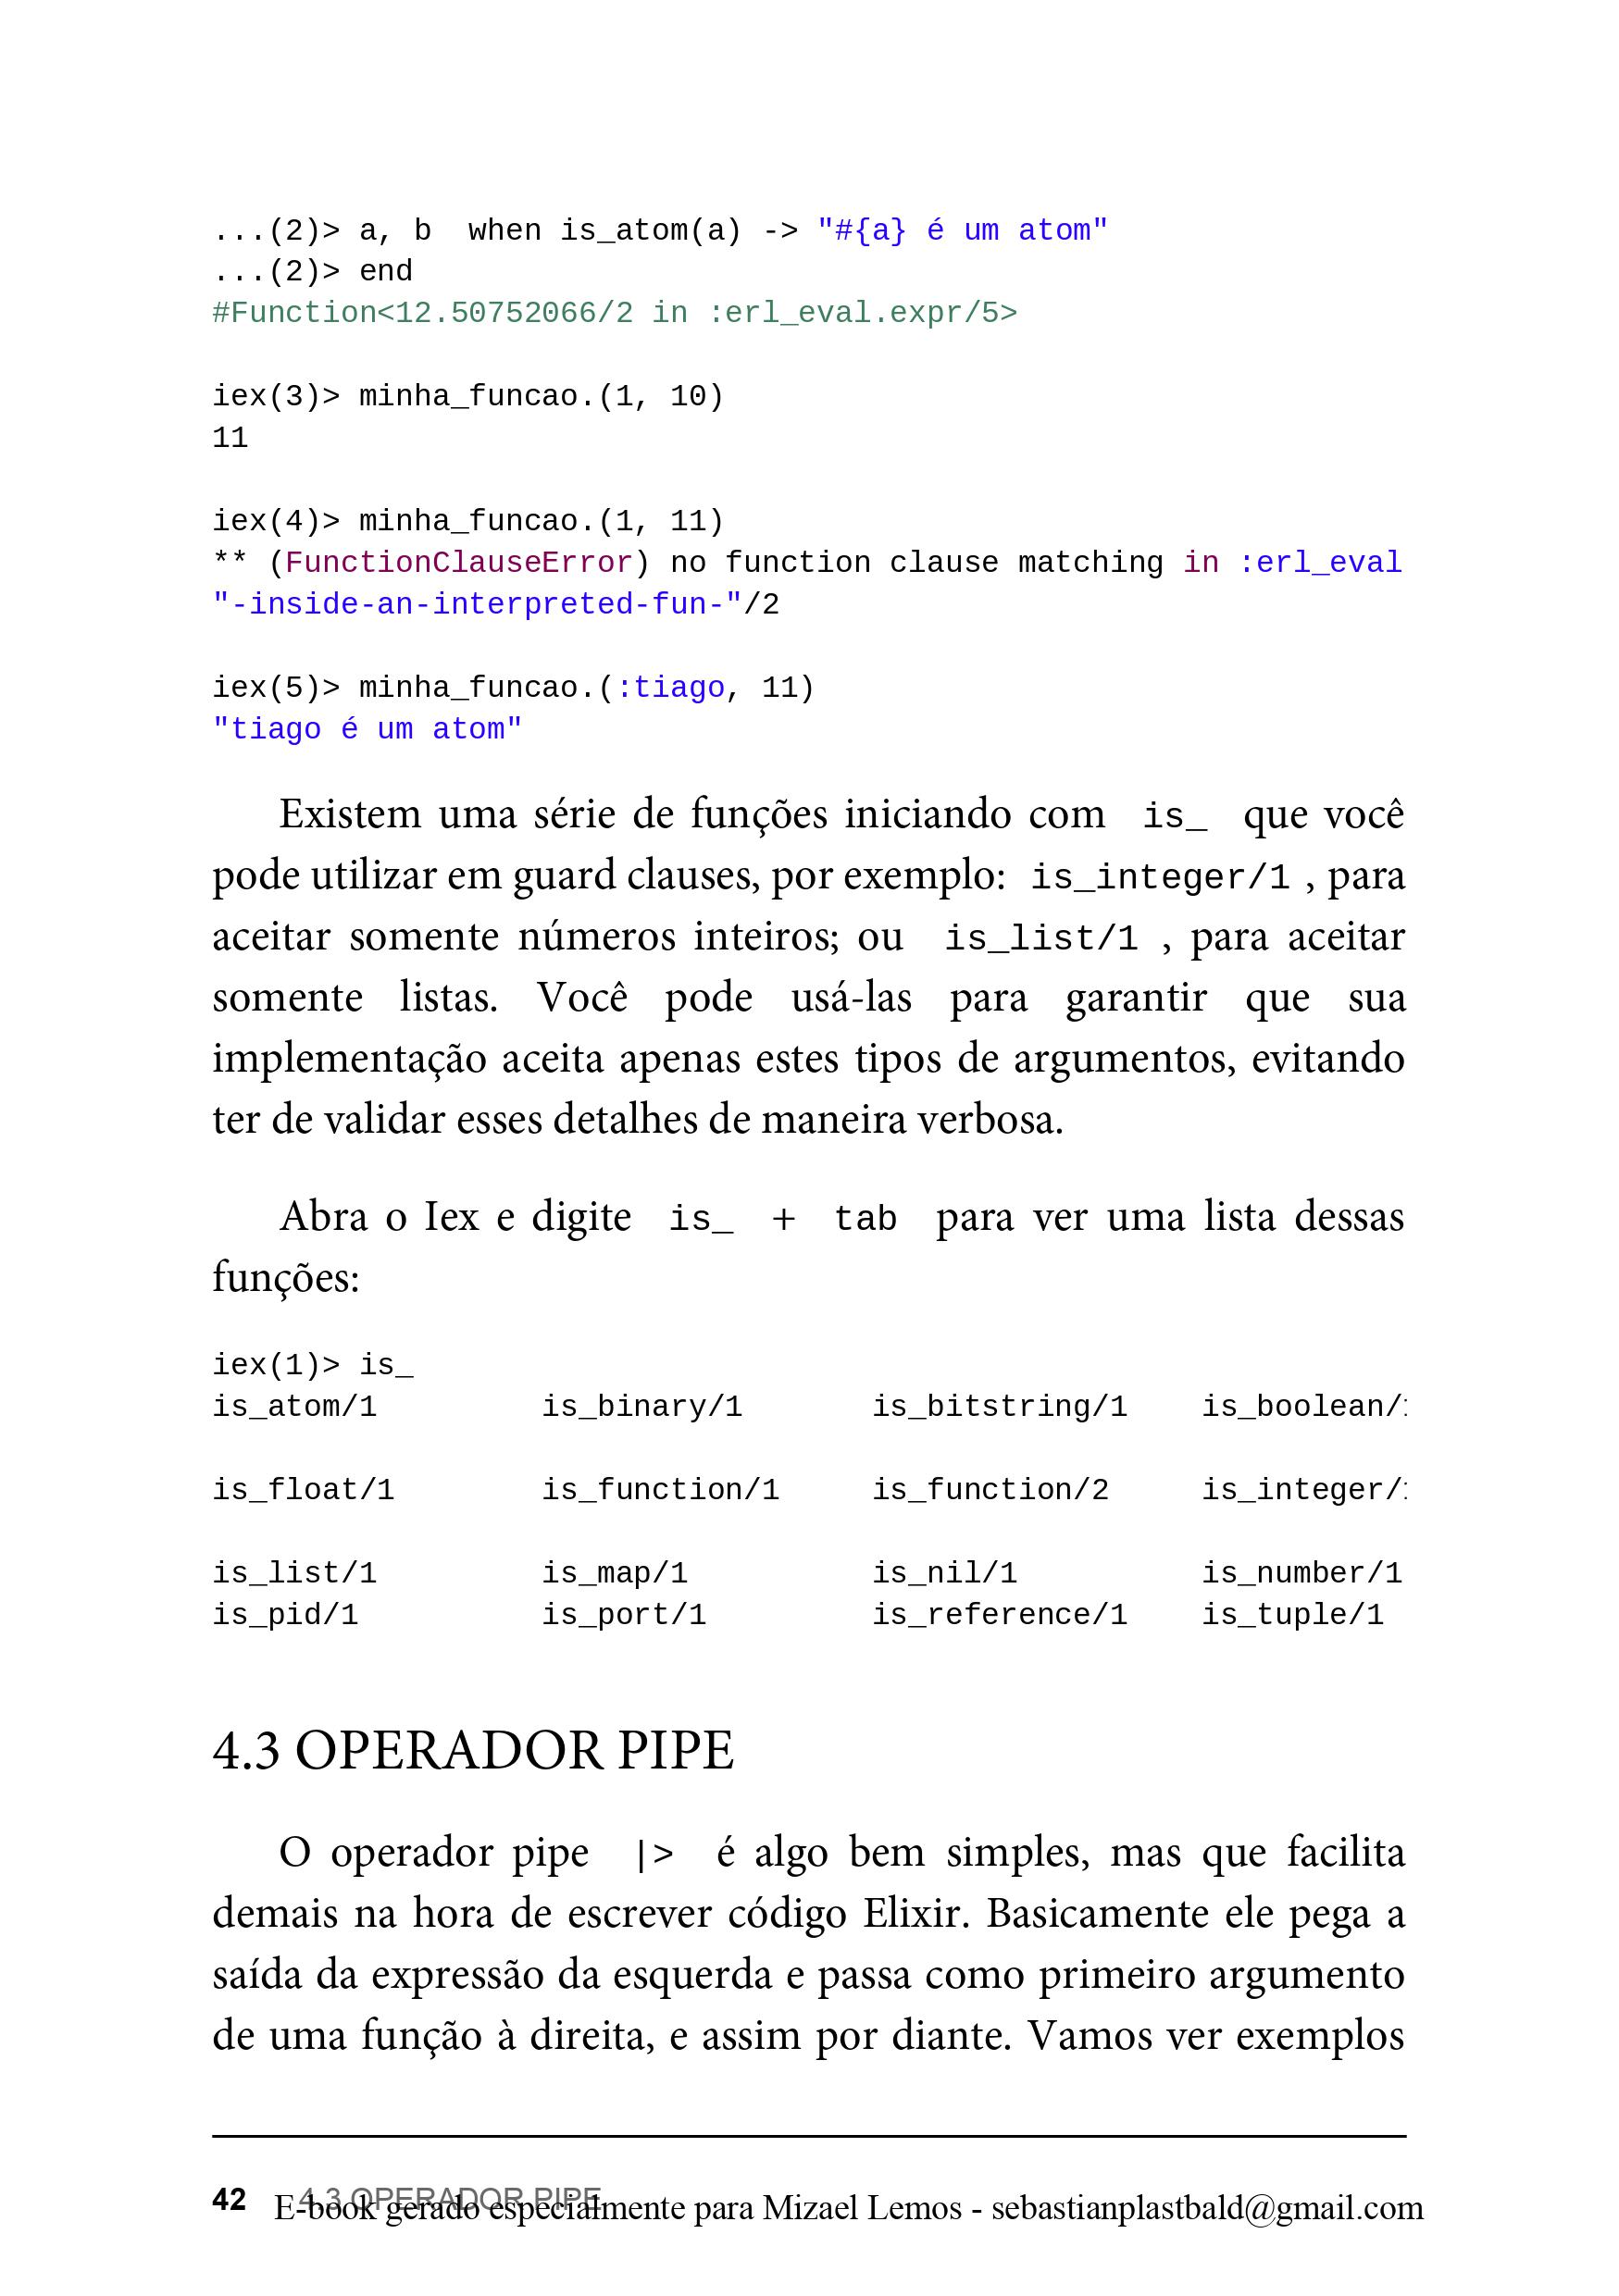 ...(2)> a, b  when is_atom(a) -> "#{a} é um atom"
...(2)> end
#Function<12.50752066/2 in :erl_eval.expr/5>
iex(3)> minha_funcao.(1, 10)
11
iex(4)> minha_funcao.(1, 11)
** (FunctionClauseError) no function clause matching in :erl_eval
"-inside-an-interpreted-fun-"/2
iex(5)> minha_funcao.(:tiago, 11)
"tiago é um atom"
Existem uma série de funções iniciando com is_ que você
pode utilizar em guard clauses, por exemplo: is_integer/1 , para
aceitar somente números inteiros; ou is_list/1 , para aceitar
somente listas. Você pode usá-las para garantir que sua
implementação aceita apenas estes tipos de argumentos, evitando
ter de validar esses detalhes de maneira verbosa.
Abra o Iex e digite is_ + tab para ver uma lista dessas
funções:
iex(1)> is_
is_atom/1         is_binary/1       is_bitstring/1    is_boolean/1
is_float/1        is_function/1     is_function/2     is_integer/1
is_list/1         is_map/1          is_nil/1          is_number/1
is_pid/1          is_port/1         is_reference/1    is_tuple/1
4.3 OPERADOR PIPE
O operador pipe |> é algo bem simples, mas que facilita
demais na hora de escrever código Elixir. Basicamente ele pega a
saída da expressão da esquerda e passa como primeiro argumento
de uma função à direita, e assim por diante. Vamos ver exemplos
42 4.3 OPERADOR PIPE
E-book gerado especialmente para Mizael Lemos - sebastianplastbald@gmail.com